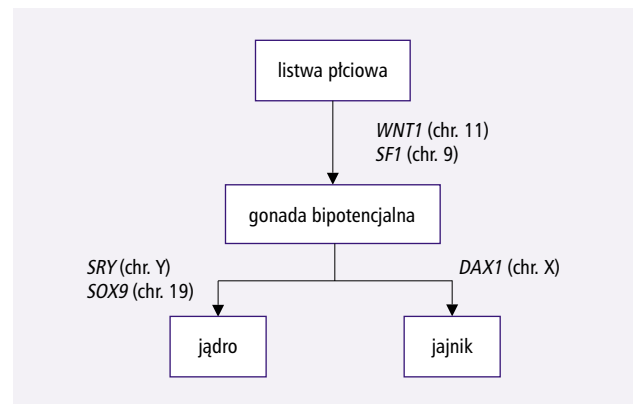 listwa płciowa
WNT1 (chr. 11)
SF1 (chr. 9)
gonada bipotencjalna
SRY (chr. Y)
SOX9 (chr. 19)
DAX1 (chr. X)
jądro
jajnik